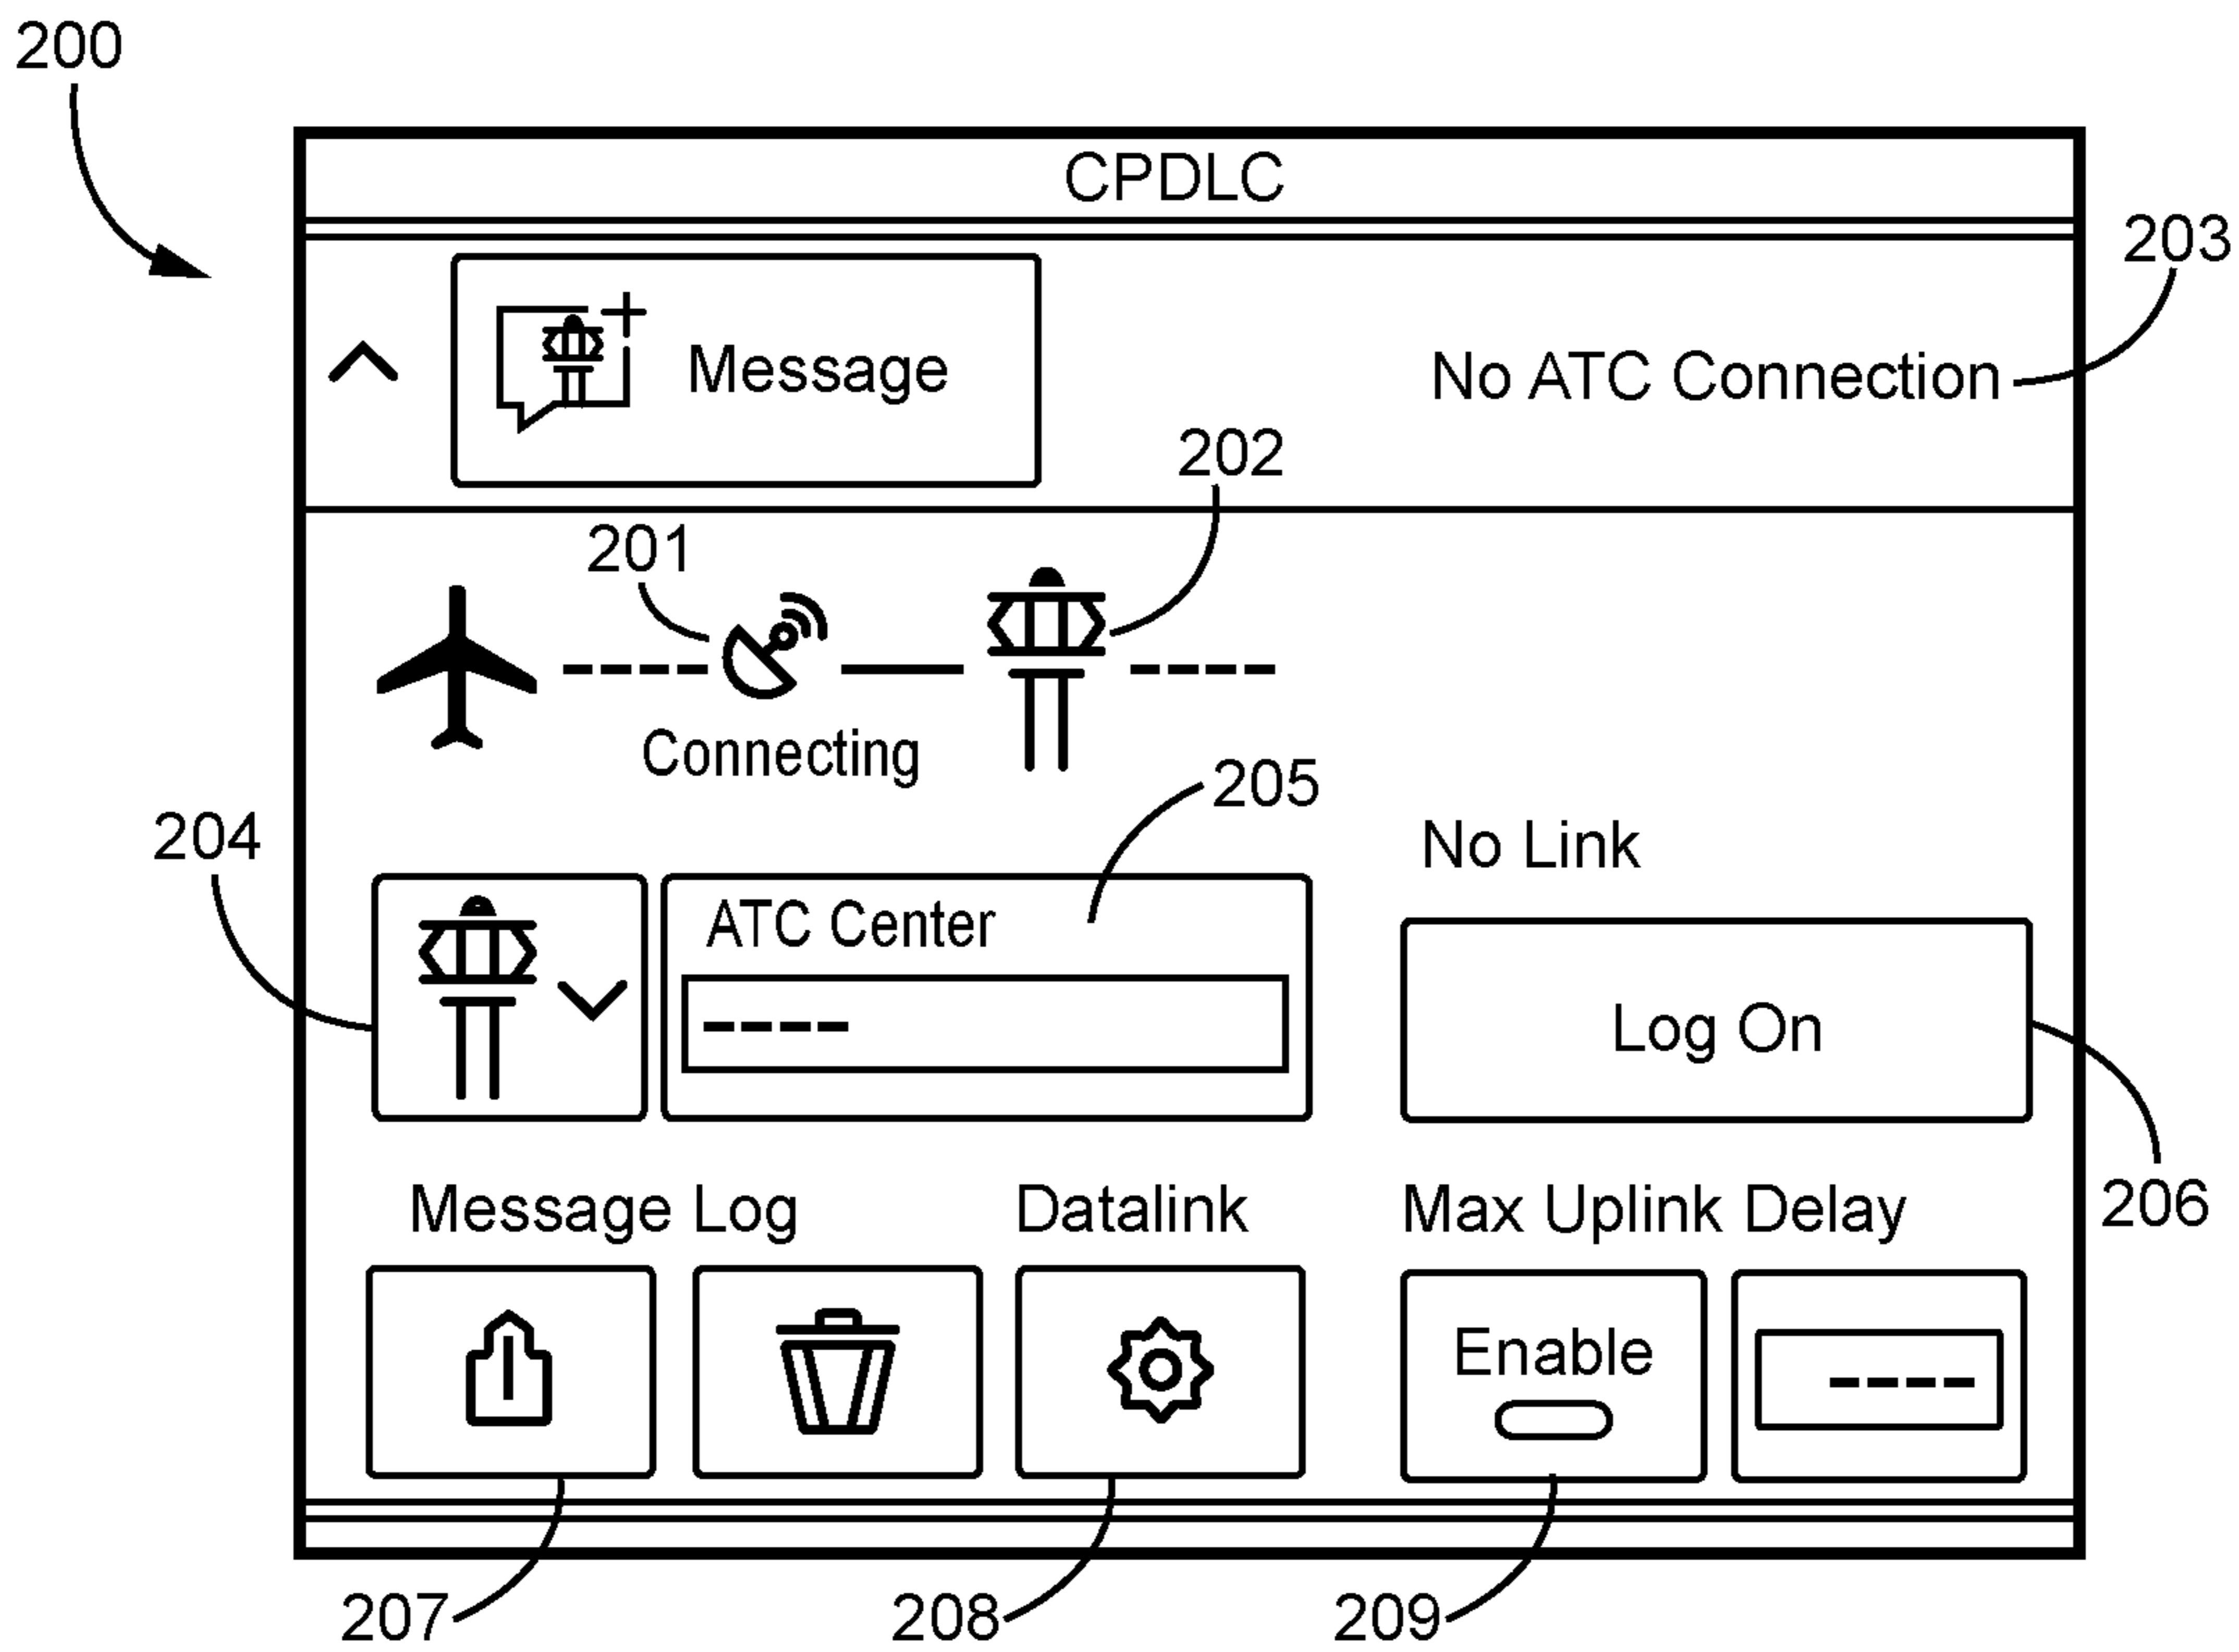 200
CPDLC
203
Message
No ATC Connection
202
201
Connecting
205
204
No Link
ATC Center
----
Log On
Message Log
Datalink
Max Uplink Delay
206
Enable
----
207
208
209